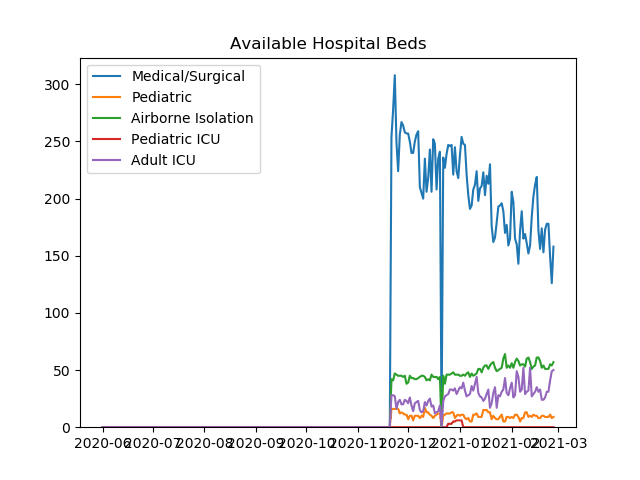 Available Hospital Beds
Medical/Surgical
Pediatric
Airborne Isolation
Pediatric ICU
Adult ICU
300
250
200
150
100
50
0
2020-06 2020-07 2020-08 2020-09 2020-10 2020-11 2020-12 2021-01 2021-02 2021-03